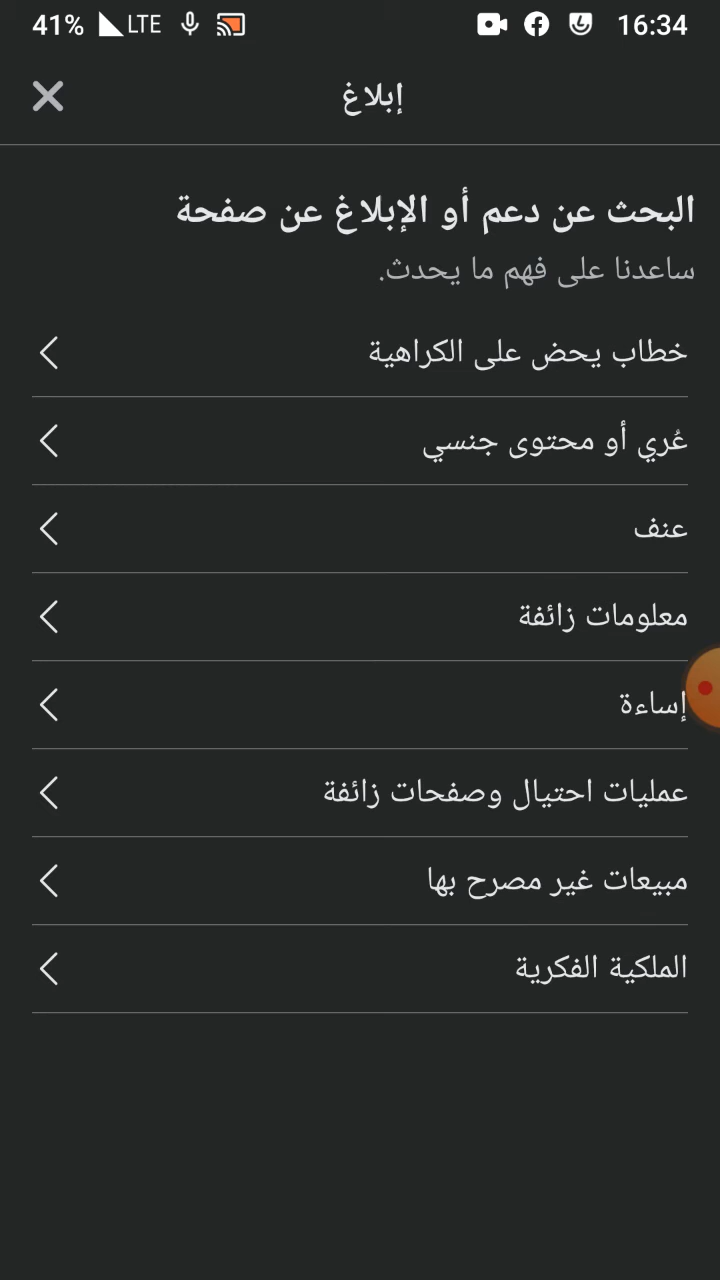 41% LTE 16:34
إبلاغ
البحث عن دعم أو الإبلاغ عن صفحة
ساعدنا على فهم ما يحدث.
خطاب يحض على الكراهية
عُري أو محتوى جنسي
عنف
معلومات زائفة
إساءة
عمليات احتيال وصفحات زائفة
مبيعات غير مصرح بها
الملكية الفكرية